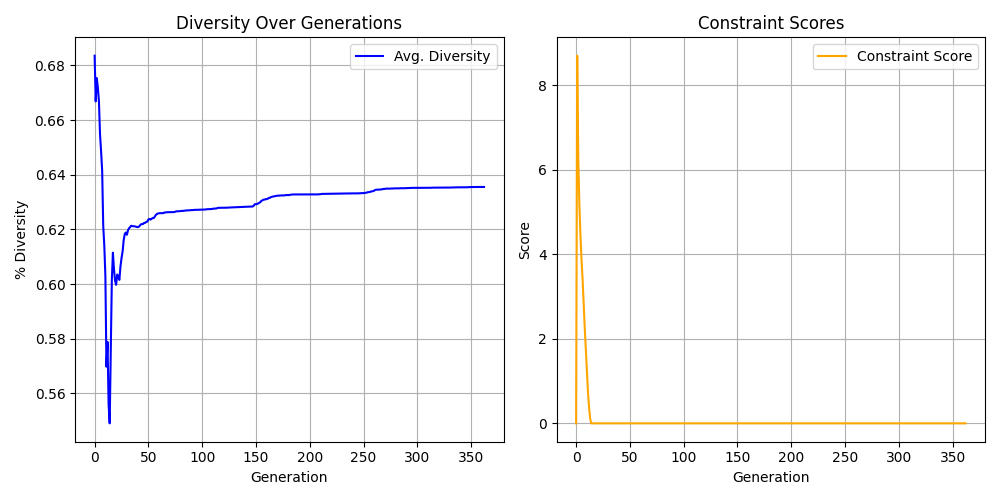 Diversity Over Generations
Avg. Diversity
% Diversity
0.68
0.66
0.64
0.62
0.60
0.58
0.56
0 50 100 150 200 250 300 350
Generation
Constraint Scores
Constraint Score
Score
8
6
4
2
0
0 50 100 150 200 250 300 350
Generation